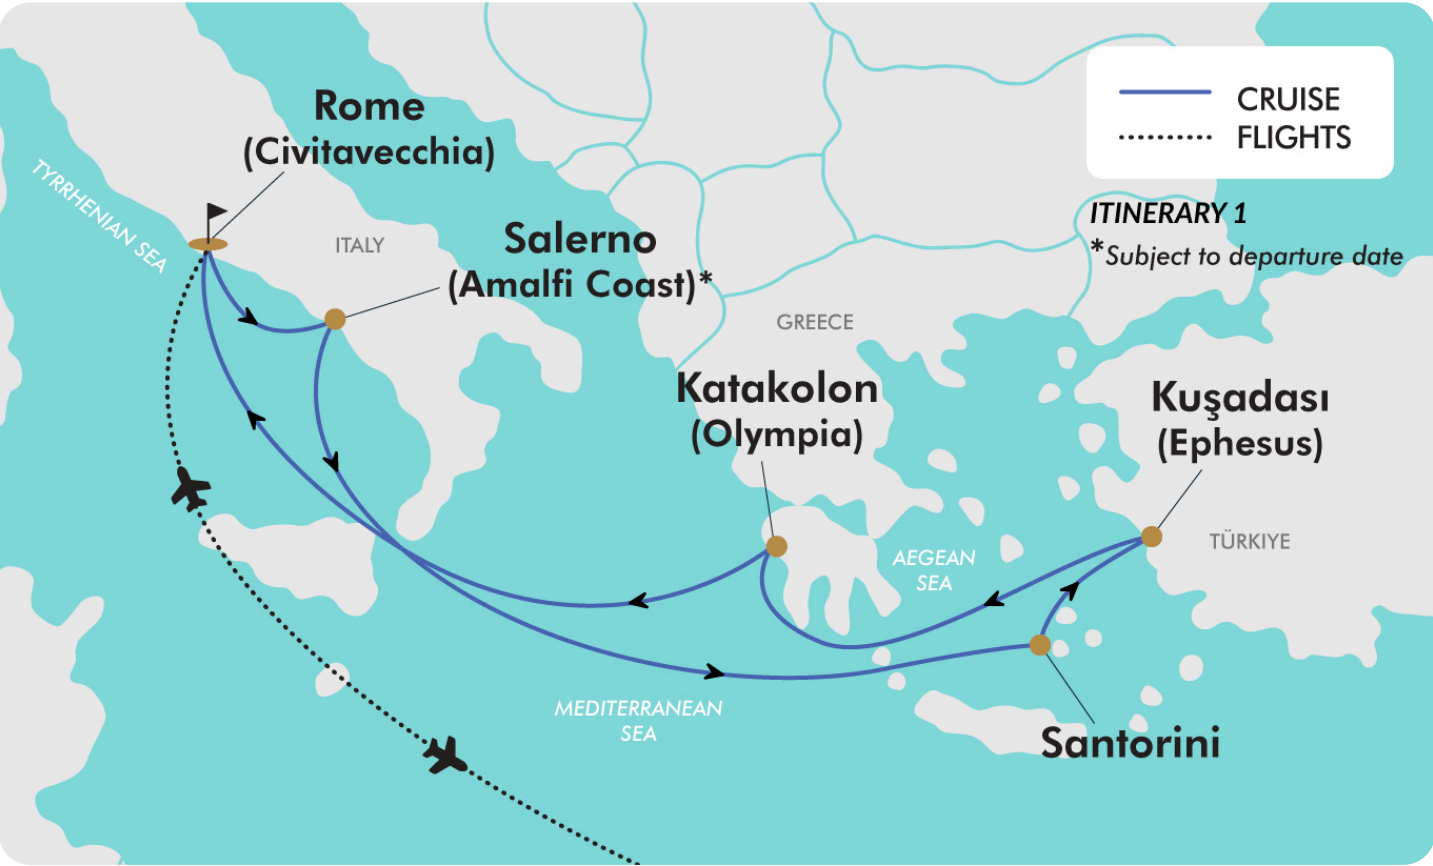 Rome
(Civitavecchia)
CRUISE
FLIGHTS
TYRRHENIAN SEA
ITINERARY 1
*Subject to departure date
ITALY
Salerno
(Amalfi Coast)*
GREECE
Katakolon
(Olympia)
Kuşadası
(Ephesus)
TÜRKIYE
AEGEAN
SEA
MEDITERRANEAN
SEA
Santorini